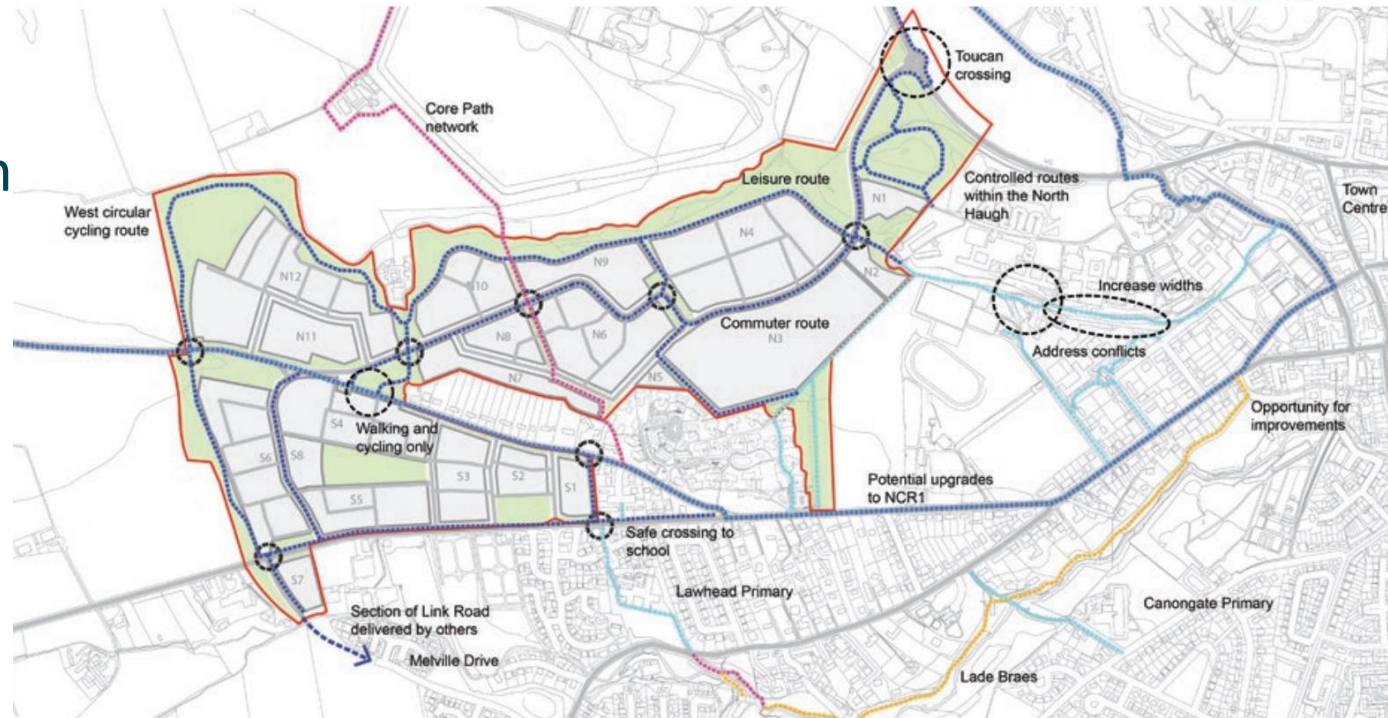 n
Core Path
network
Toucan
crossing
West circular
cycling route
Leisure route
Controlled routes
within the North
Haugh
Town
Centre
N1
N2
N4
N9
N10
N12
N11
N8
N6
N7
N5
Commuter route
N3
Increase widths
Address conflicts
Walking and
cycling only
S4
S6
S8
S5
S3
S2
S1
S7
Opportunity for
improvements
Potential upgrades
to NCR1
Safe crossing to
school
Lawhead Primary
Canongate Primary
Section of Link Road
delivered by others
Melville Drive
Lade Braes